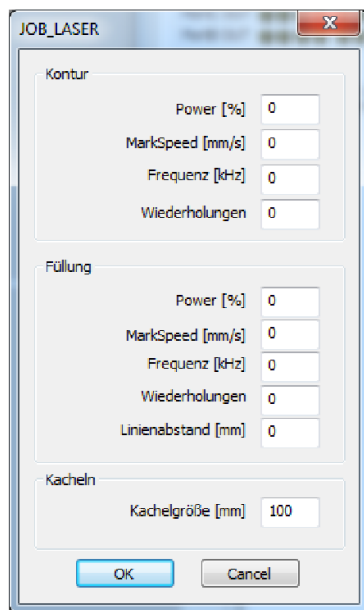 JOB_LASER
Kontur
Power [%] 0
MarkSpeed [mm/s] 0
Frequenz [kHz] 0
Wiederholungen 0
Füllung
Power [%] 0
MarkSpeed [mm/s] 0
Frequenz [kHz] 0
Wiederholungen 0
Linienabstand [mm] 0
Kacheln
Kachelgröße [mm] 100
OK Cancel